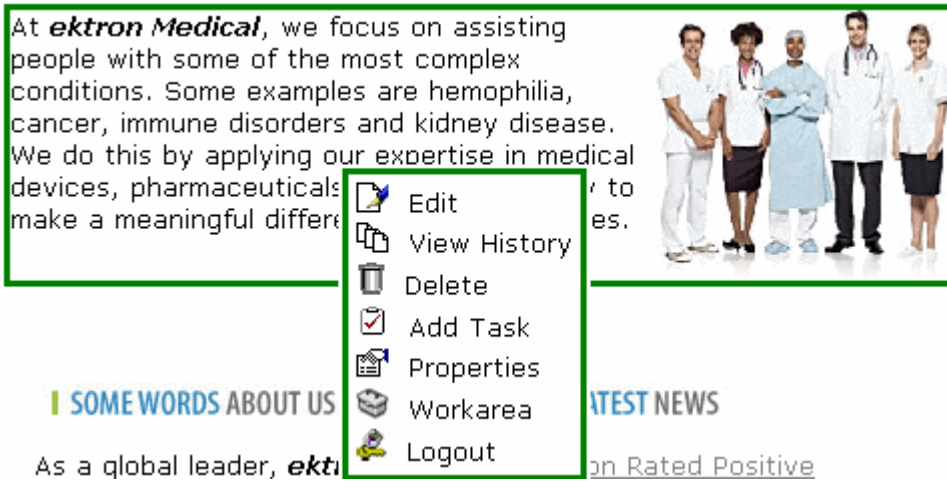 At ektron Medical, we focus on assisting
people with some of the most complex
conditions. Some examples are hemophilia,
cancer, immune disorders and kidney disease.
We do this by applying our expertise in medical
devices, pharmaceuticals to
make a meaningful
Edit
View History
Delete
Add Task
Properties
Workarea
Logout
SOME WORDS ABOUT US
NEWS
As a global leader,
Rated Positive